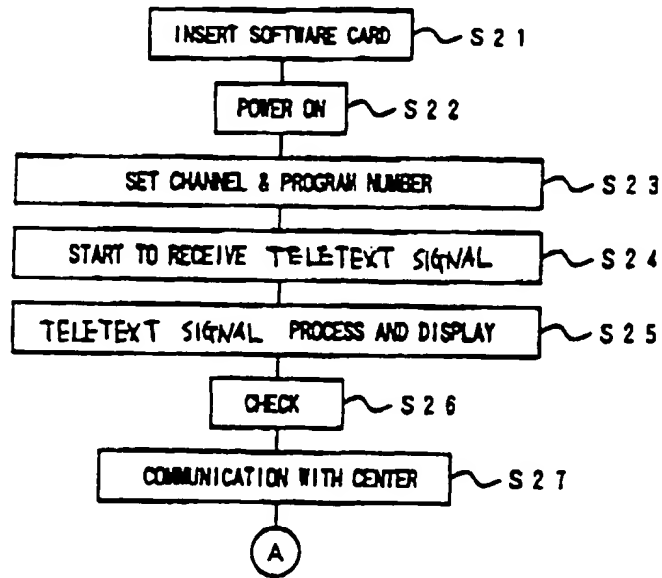 INSERT SOFTWARE CARD S21
POWER ON S22
SET CHANNEL & PROGRAM NUMBER S23
START TO RECEIVE TELETEXT SIGNAL S24
TELETEXT SIGNAL PROCESS AND DISPLAY S25
CHECK S26
COMMUNICATION WITH CENTER S27
A